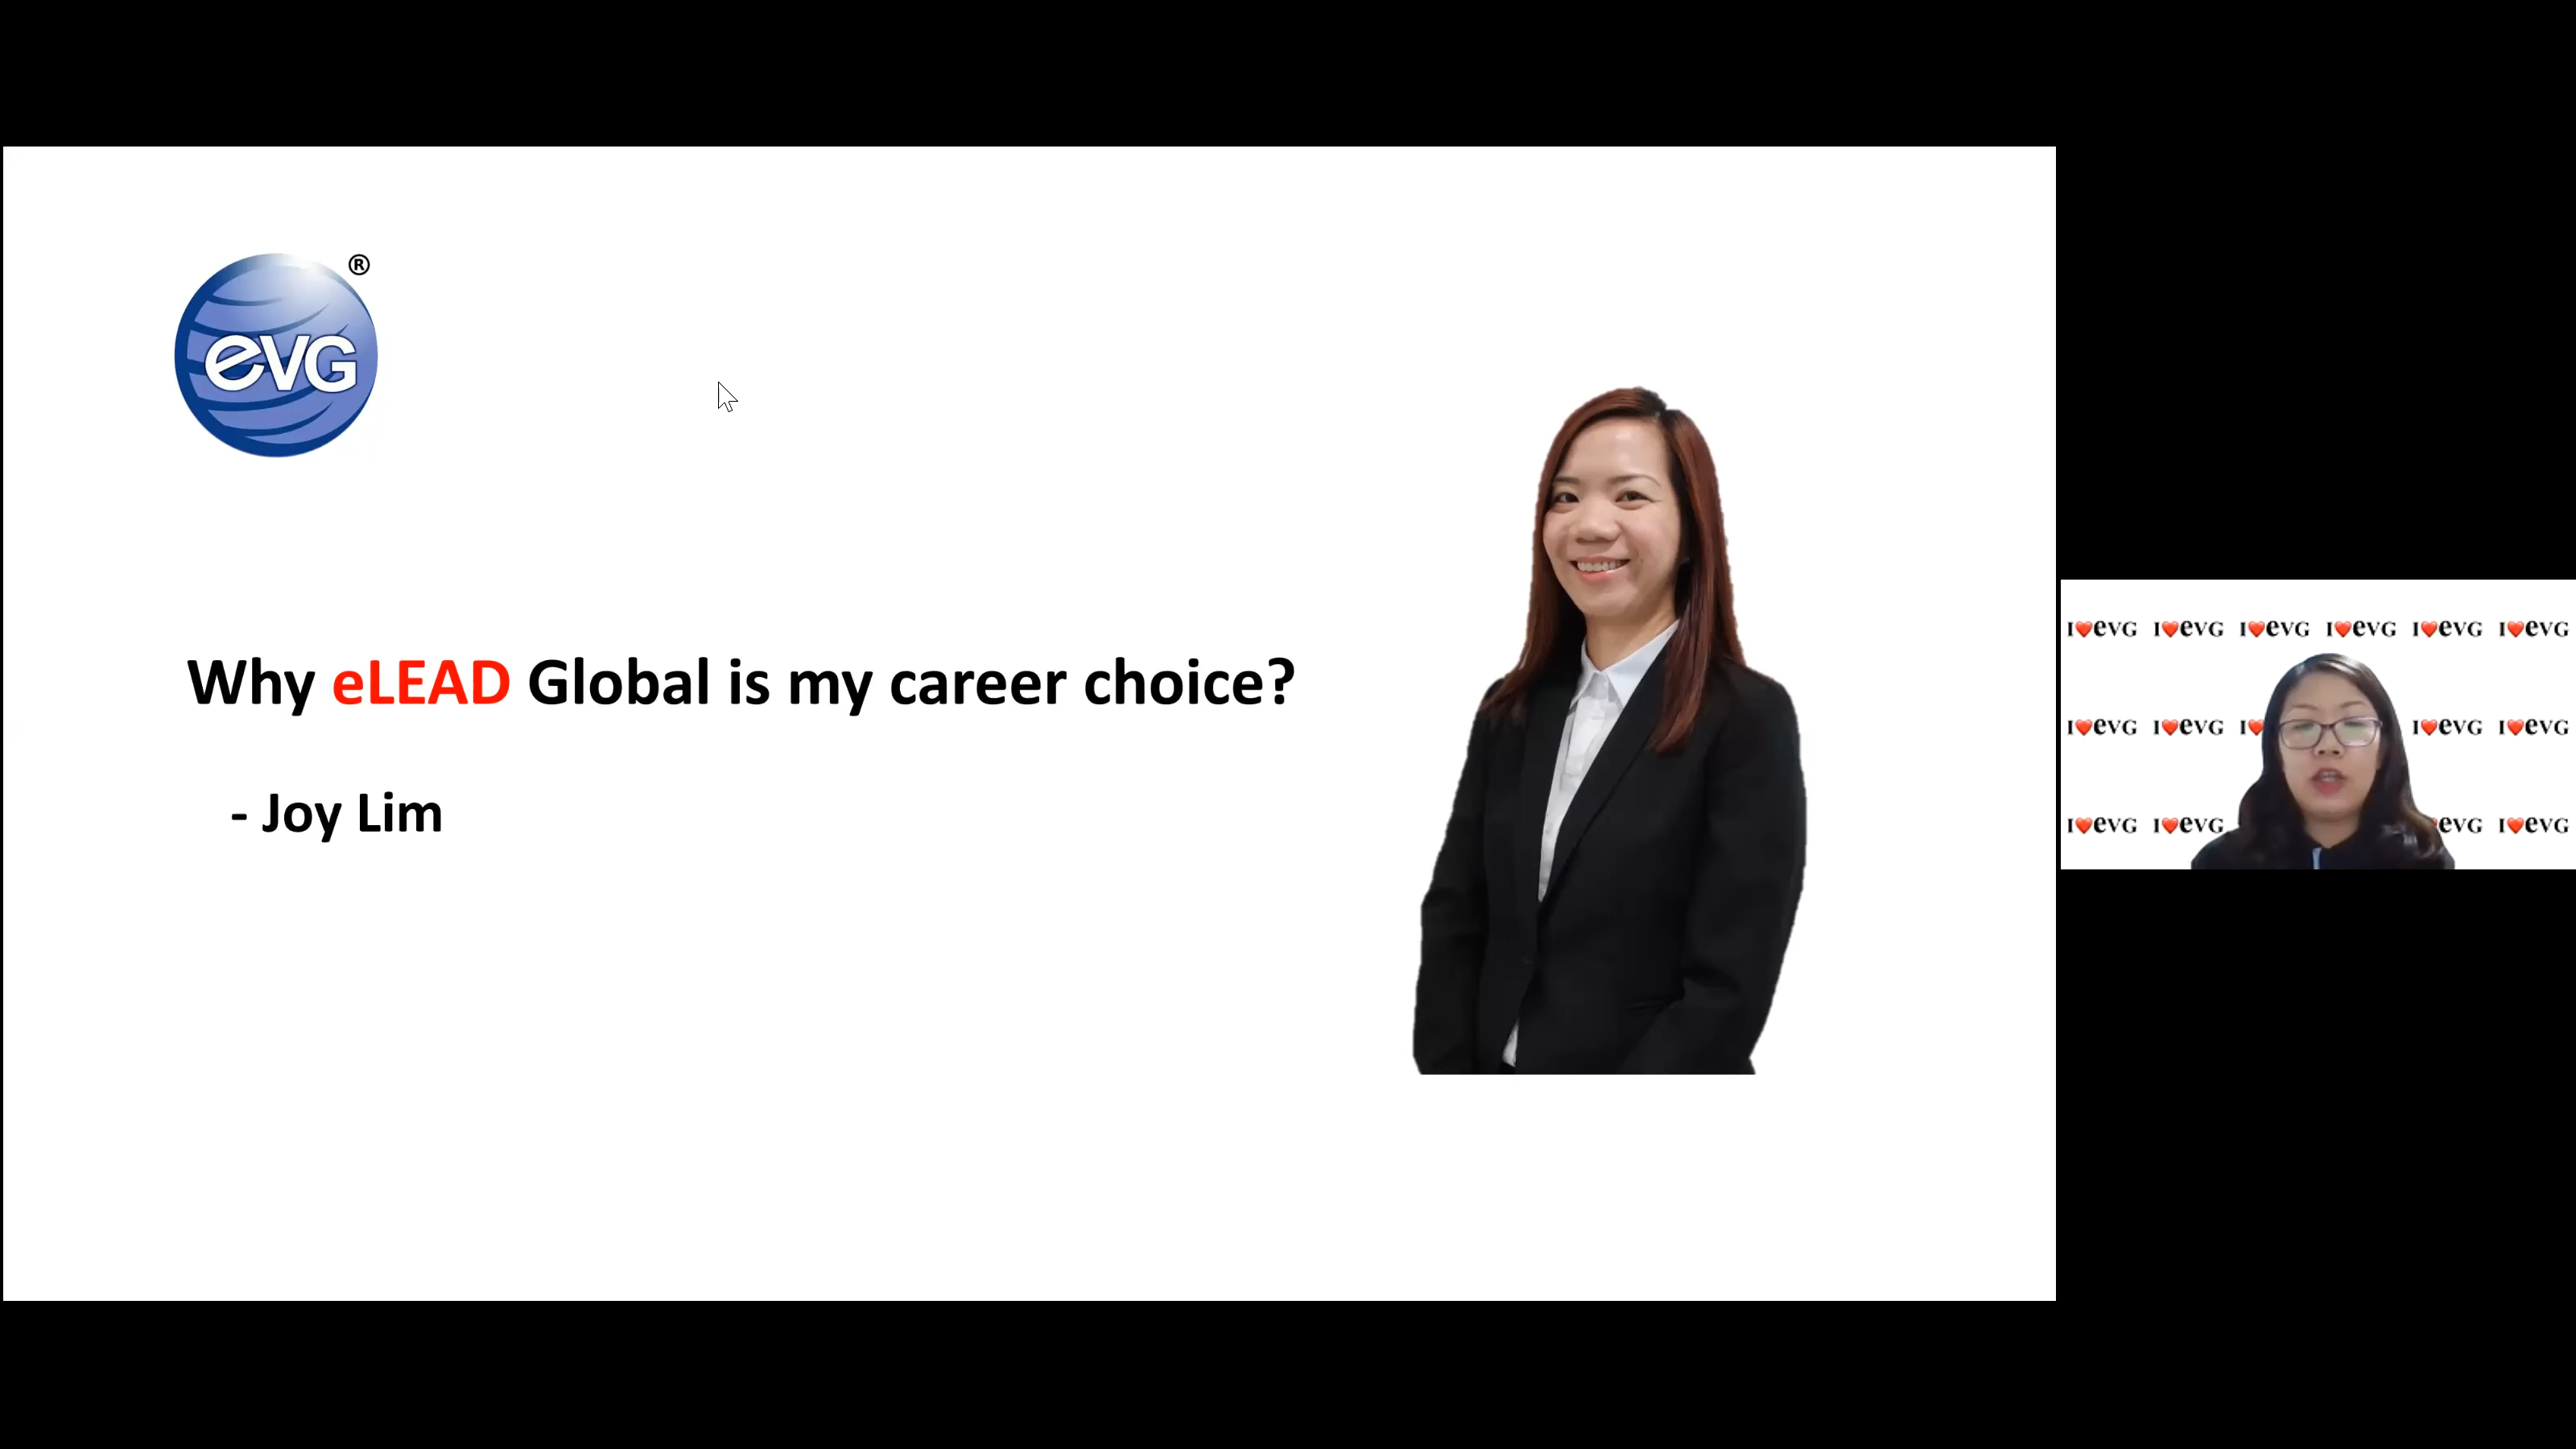 ®
eVG
Why eLEAD Global is my career choice?
- Joy Lim
I❤️eVG I❤️eVG I❤️eVG I❤️eVG I❤️eVG I❤️eVG
I❤️eVG I❤️eVG I❤️ I❤️eVG I❤️eVG
I❤️eVG I❤️eVG eVG I❤️eVG